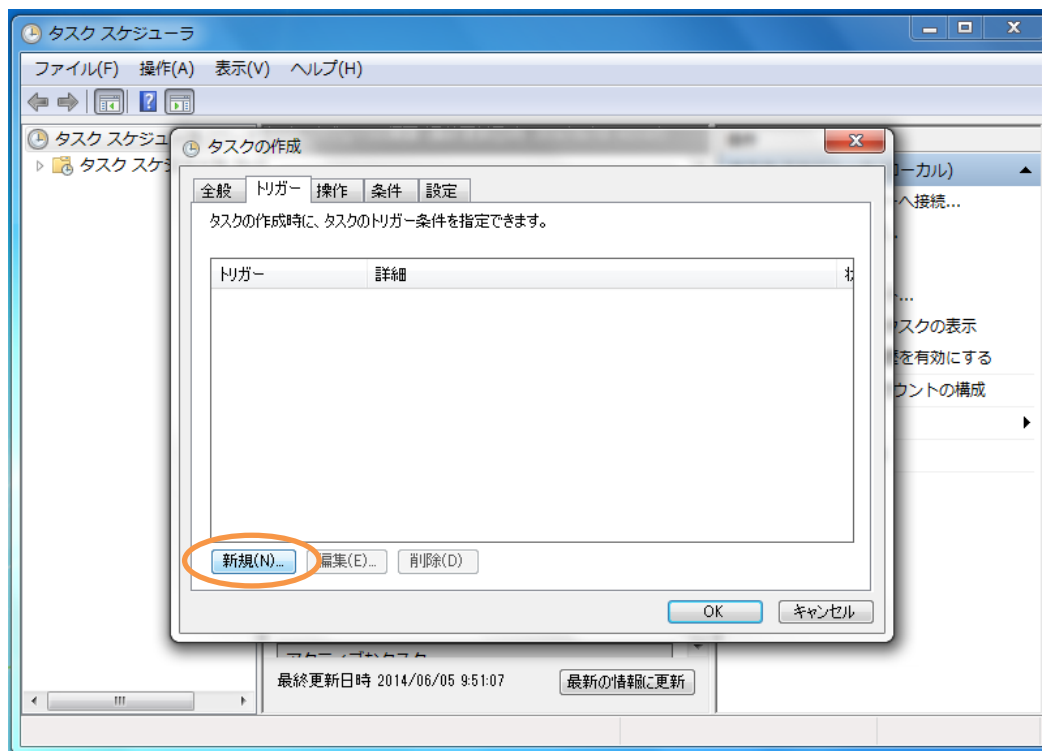 タスク スケジューラ
ファイル(F) 操作(A) 表示(V) ヘルプ(H)
タスク スケジュ
タスク スケジ
タスクの作成
全般 トリガー 操作 条件 設定
タスクの作成時に、タスクのトリガー条件を指定できます。
トリガー 詳細
新規(N)... 編集(E)... 削除(D)
OK キャンセル
ーカル)
へ接続...
...
スクの表示
を有効にする
ウントの構成
最終更新日時 2014/06/05 9:51:07 最新の情報に更新